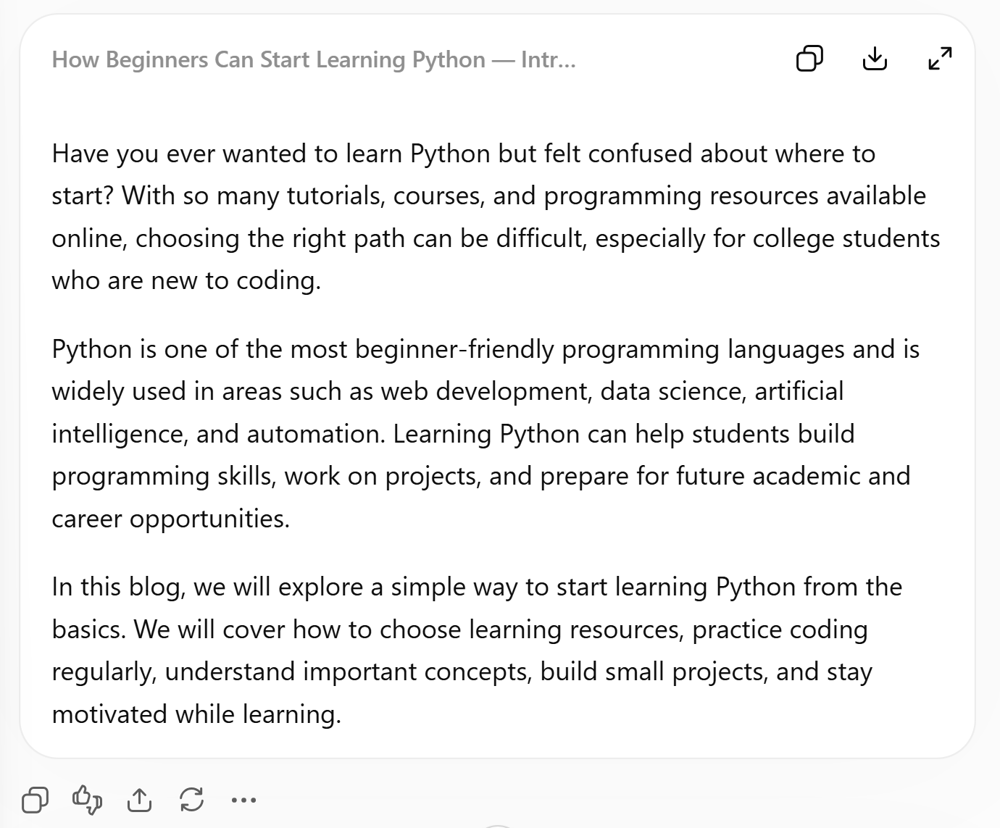 How Beginners Can Start Learning Python — Intr...
Have you ever wanted to learn Python but felt confused about where to
start? With so many tutorials, courses, and programming resources available
online, choosing the right path can be difficult, especially for college students
who are new to coding.
Python is one of the most beginner-friendly programming languages and is
widely used in areas such as web development, data science, artificial
intelligence, and automation. Learning Python can help students build
programming skills, work on projects, and prepare for future academic and
career opportunities.
In this blog, we will explore a simple way to start learning Python from the
basics. We will cover how to choose learning resources, practice coding
regularly, understand important concepts, build small projects, and stay
motivated while learning.